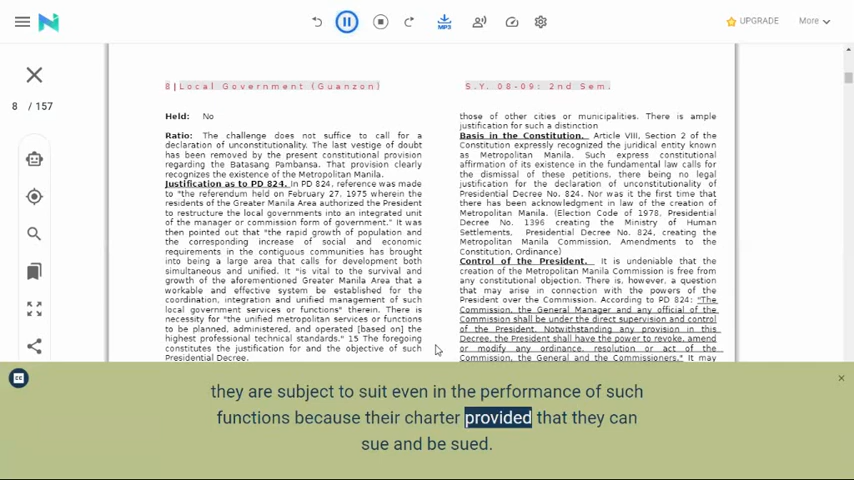 MP3
UPGRADE
More
8 / 157
8|Local Government (Guanzon)
S.Y. 08-09: 2nd Sem.
Held: No
Ratio: The challenge does not suffice to call for a
declaration of unconstitutionality. The last vestige of doubt
has been removed by the present constitutional provision
regarding the Batasang Pambansa. That provision clearly
recognizes the existence of the Metropolitan Manila.
Justification as to PD 824. In PD 824, reference was made
to "the referendum held on February 27, 1975 wherein the
residents of the Greater Manila Area authorized the President
to restructure the local governments into an integrated unit
of the manager or commission form of government." It was
then pointed out that "the rapid growth of population and
the corresponding increase of social and economic
requirements in the contiguous communities has brought
into being a large area that calls for development both
simultaneous and unified. It "is vital to the survival and
growth of the aforementioned Greater Manila Area that a
workable and effective system be established for the
coordination, integration and unified management of such
local government services or functions" therein. There is
necessity for "the unified metropolitan services or functions
to be planned, administered, and operated [based on] the
highest professional technical standards." 15 The foregoing
constitutes the justification for and the objective of such
Presidential Decree.
those of other cities or municipalities. There is ample
justification for such a distinction
Basis in the Constitution. Article VIII, Section 2 of the
Constitution expressly recognized the juridical entity known
as Metropolitan Manila. Such express constitutional
affirmation of its existence in the fundamental law calls for
the dismissal of these petitions, there being no legal
justification for the declaration of unconstitutionality of
Presidential Decree No. 824. Nor was it the first time that
there has been acknowledgment in law of the creation of
Metropolitan Manila. (Election Code of 1978, Presidential
Decree No. 1396 creating the Ministry of Human
Settlements, Presidential Decree No. 824, creating the
Metropolitan Manila Commission. Amendments to the
Constitution, Ordinance)
Control of the President. It is undeniable that the
creation of the Metropolitan Manila Commission is free from
any constitutional objection. There is, however, a question
that may arise in connection with the powers of the
President over the Commission. According to PD 824: "The
Commission, the General Manager and any official of the
Commission shall be under the direct supervision and control
of the President. Notwithstanding any provision in this
Decree, the President shall have the power to revoke, amend
or modify any ordinance, resolution or act of the
Commission, the General and the Commissioners." It may
CC
they are subject to suit even in the performance of such
functions because their charter provided that they can
sue and be sued.